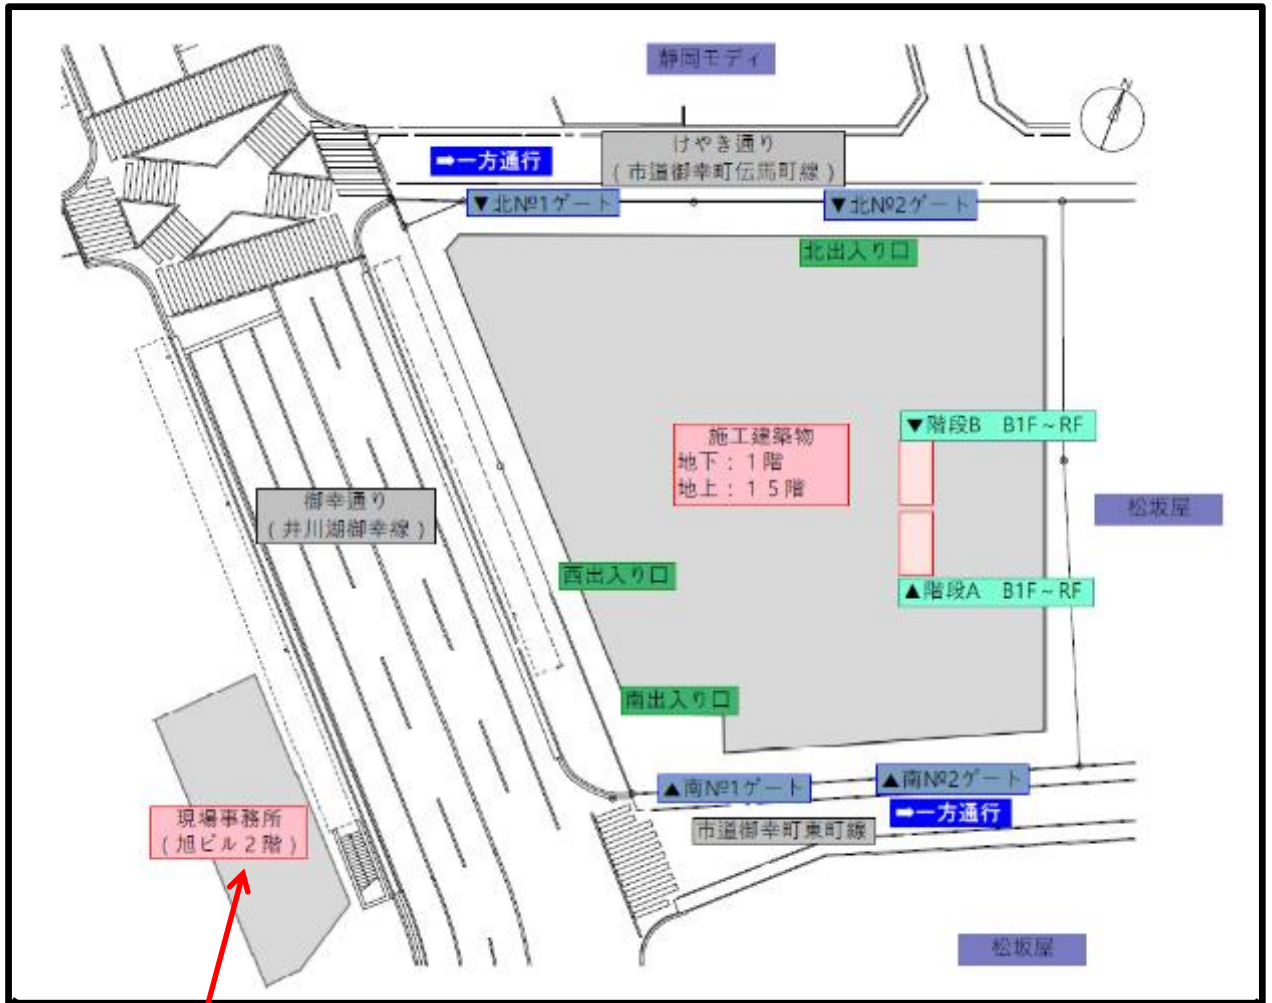 静岡モディ
N
けやき通り
(市道御幸町伝馬町線)
➡一方通行
▼北№1ゲート
▼北№2ゲート
北出入り口
施工建築物
地下：1階
地上：15階
▼階段B B1F～RF
御幸通り
(井川湖御幸線)
松坂屋
西出入り口
▲階段A B1F～RF
南出入り口
▲南№1ゲート
▲南№2ゲート
➡一方通行
市道御幸町東町線
現場事務所
(旭ビル2階)
松坂屋